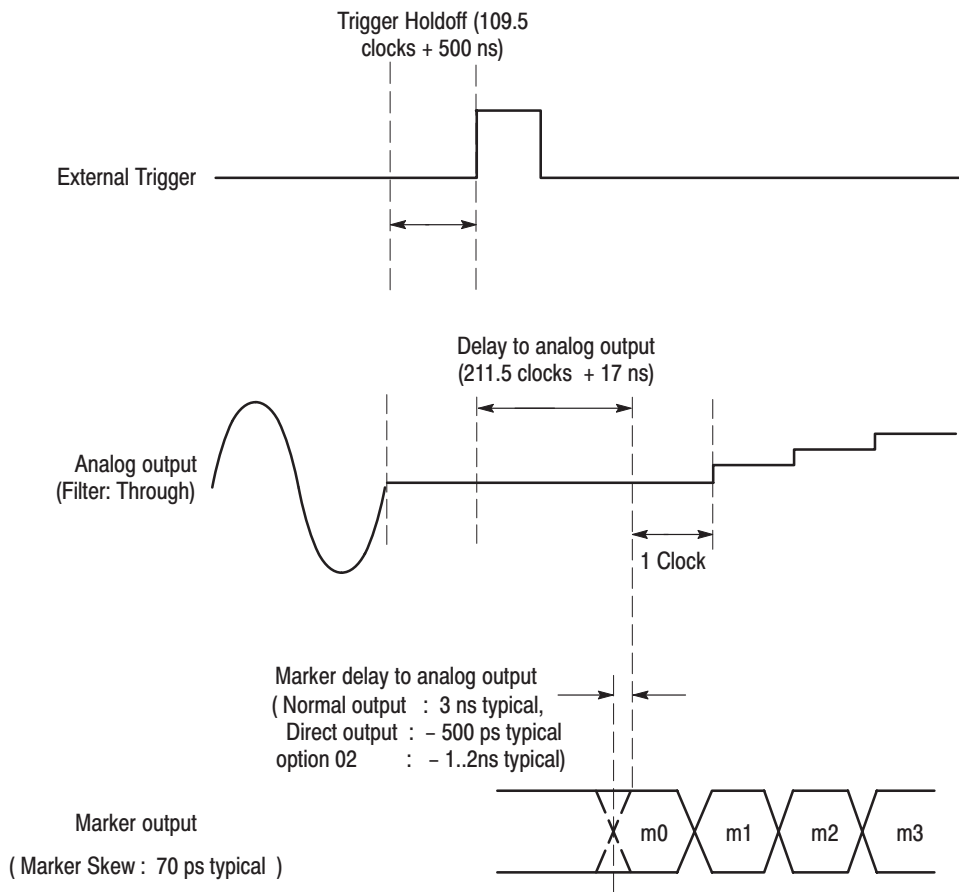 Trigger Holdoff (109.5
clocks + 500 ns)
External Trigger
Delay to analog output
(211.5 clocks + 17 ns)
Analog output
(Filter: Through)
1 Clock
Marker delay to analog output
( Normal output : 3 ns typical,
Direct output : – 500 ps typical
option 02 : – 1..2ns typical)
Marker output
m0 m1 m2 m3
( Marker Skew : 70 ps typical )